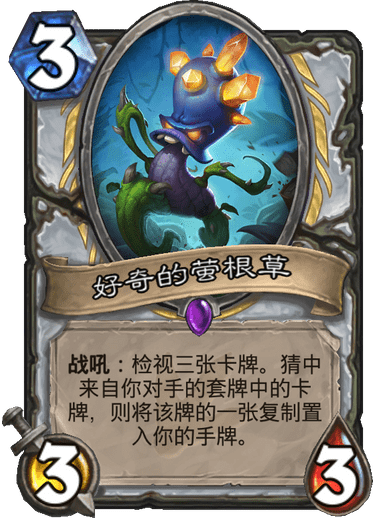 3
好奇的萤根草
战吼：检视三张卡牌。猜中
来自你对手的套牌中的卡
牌，则将该牌的一张复制置
入你的手牌。
3
3